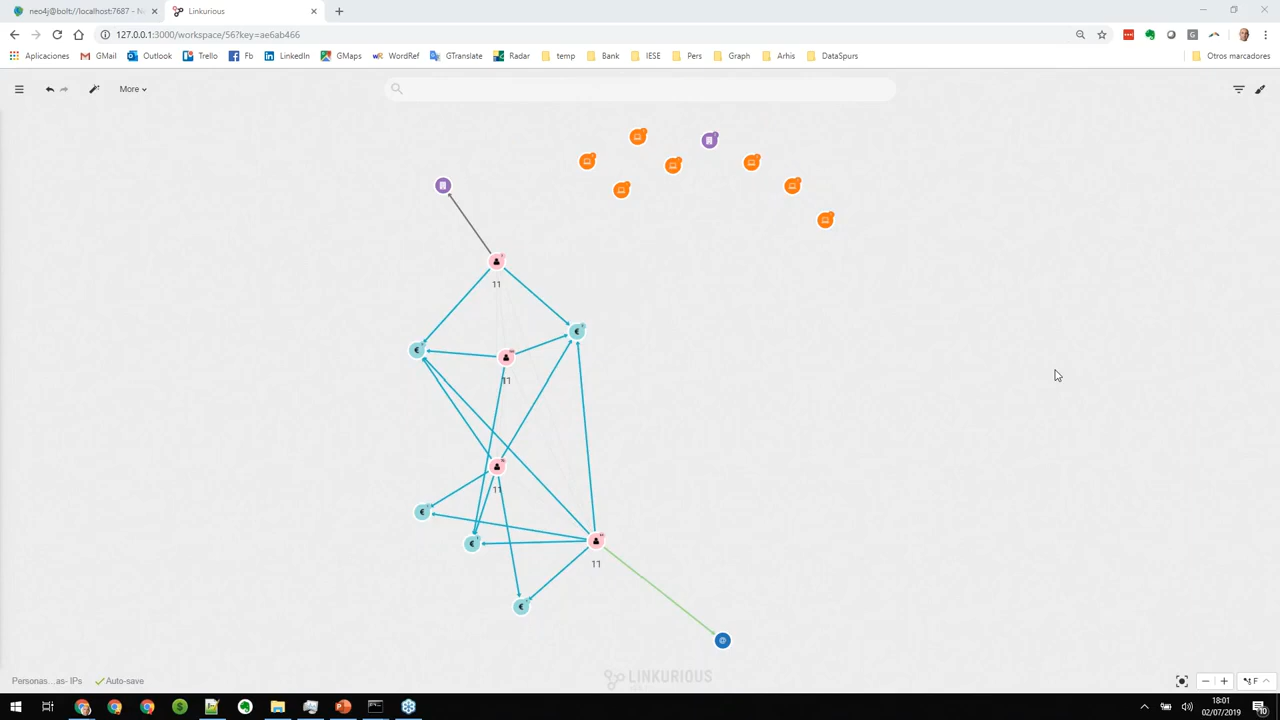 neo4j@bolt://localhost:7687 - N
Linkurious
127.0.0.1:3000/workspace/56?key=ae6ab466
Aplicaciones
GMail
Outlook
Trello
Fb
LinkedIn
GMaps
WordRef
GTranslate
Radar
temp
Bank
IESE
Pers
Graph
Arhis
DataSpurs
Otros marcadores
More
11
11
11
11
LINKURIOUS
Personas...as- IPs
Auto-save
F
18:01
02/07/2019